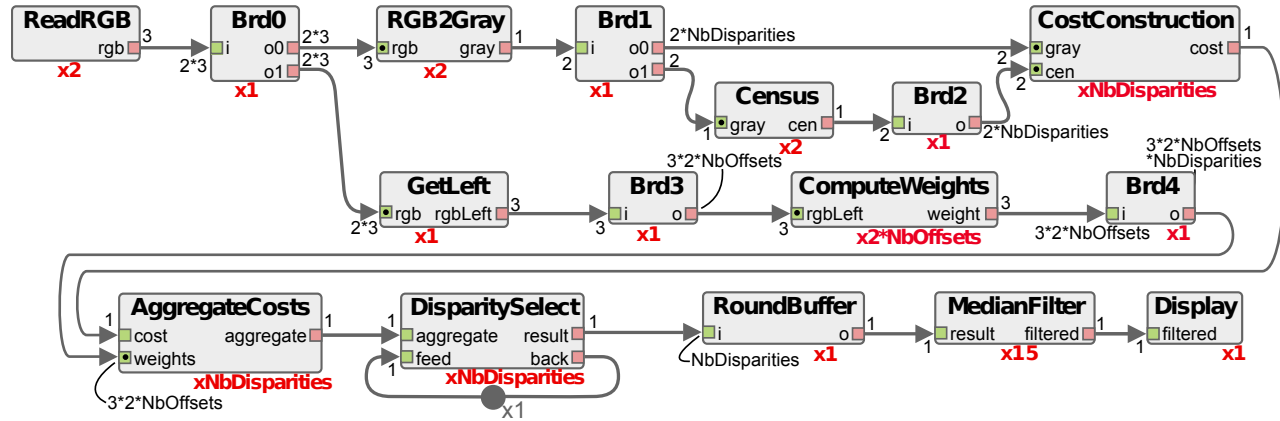 ReadRGB
rgb
3
x2
Brd0
2*3
i
o0
o1
2*3
2*3
x1
RGB2Gray
3
rgb
gray
1
x2
Brd1
2
i
o0
o1
2*NbDisparities
2
x1
CostConstruction
2
gray
cost
1
2
cen
xNbDisparities
Census
1
gray
cen
1
x2
Brd2
2
i
o
2*NbDisparities
x1
GetLeft
2*3
rgb
rgbLeft
3
x1
Brd3
3
i
o
3*2*NbOffsets
x1
ComputeWeights
3
rgbLeft
weight
3
x2*NbOffsets
Brd4
3*2*NbOffsets
i
o
3*2*NbOffsets
*NbDisparities
x1
AggregateCosts
1
cost
aggregate
1
1
weights
3*2*NbOffsets
xNbDisparities
DisparitySelect
1
aggregate
result
1
1
feed
back
1
xNbDisparities
x1
RoundBuffer
i
o
1
NbDisparities
x1
MedianFilter
1
result
filtered
1
x15
Display
1
filtered
x1